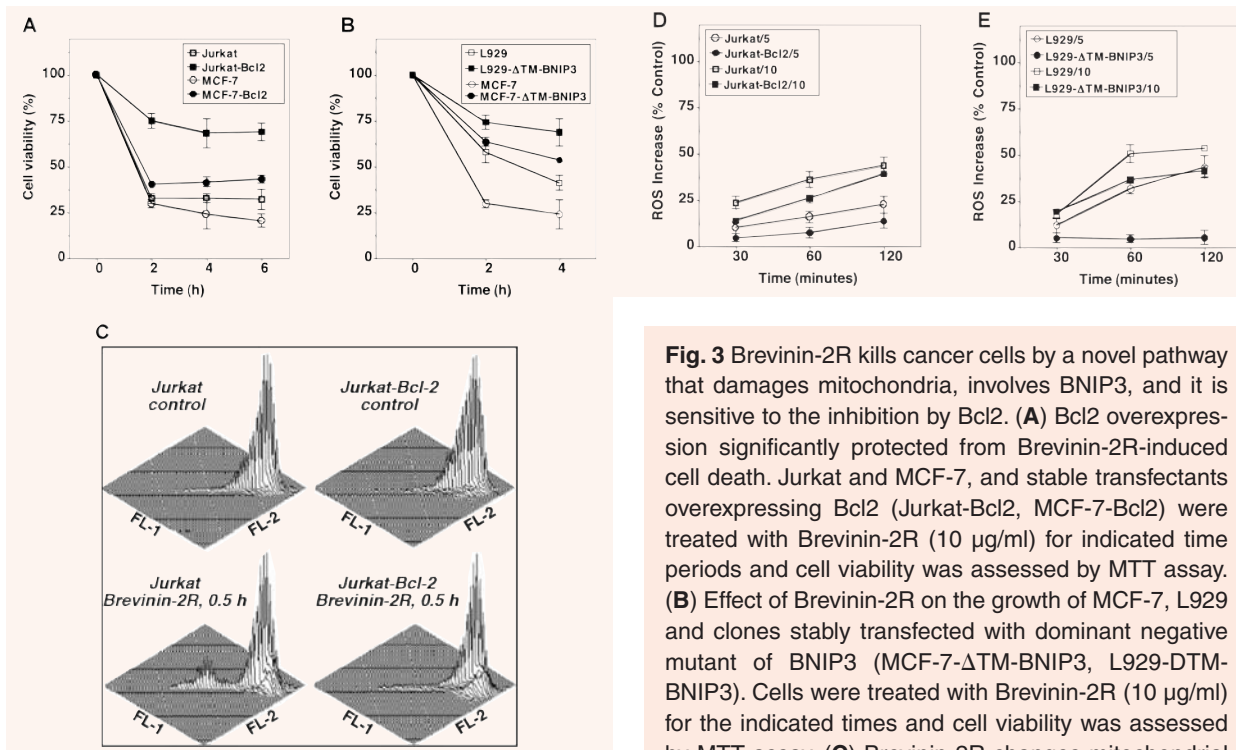 A
Jurkat
Jurkat-Bcl2
MCF-7
MCF-7-Bcl2
Cell viability (%)
100
75
50
25
0
0 2 4 6
Time (h)
B
L929
L929-ΔTM-BNIP3
MCF-7
MCF-7-ΔTM-BNIP3
Cell viability (%)
100
75
50
25
0
0 2 4
Time (h)
D
Jurkat/5
Jurkat-Bcl2/5
Jurkat/10
Jurkat-Bcl2/10
ROS Increase (% Control)
100
75
50
25
0
30 60 120
Time (minutes)
E
L929/5
L929-ΔTM-BNIP3/5
L929/10
L929-ΔTM-BNIP3/10
ROS Increase (% Control)
100
75
50
25
0
30 60 120
Time (minutes)
C
Jurkat
control
FL-1 FL-2
Jurkat-Bcl-2
control
FL-1 FL-2
Jurkat
Brevinin-2R, 0.5 h
FL-1 FL-2
Jurkat-Bcl-2
Brevinin-2R, 0.5 h
FL-1 FL-2
Fig. 3 Brevinin-2R kills cancer cells by a novel pathway
that damages mitochondria, involves BNIP3, and it is
sensitive to the inhibition by Bcl2. (A) Bcl2 overexpres-
sion significantly protected from Brevinin-2R-induced
cell death. Jurkat and MCF-7, and stable transfectants
overexpressing Bcl2 (Jurkat-Bcl2, MCF-7-Bcl2) were
treated with Brevinin-2R (10 µg/ml) for indicated time
periods and cell viability was assessed by MTT assay.
(B) Effect of Brevinin-2R on the growth of MCF-7, L929
and clones stably transfected with dominant negative
mutant of BNIP3 (MCF-7-ΔTM-BNIP3, L929-DTM-
BNIP3). Cells were treated with Brevinin-2R (10 µg/ml)
for the indicated times and cell viability was assessed
by MTT assay. (C) Brevinin-2R changes mitochondrial